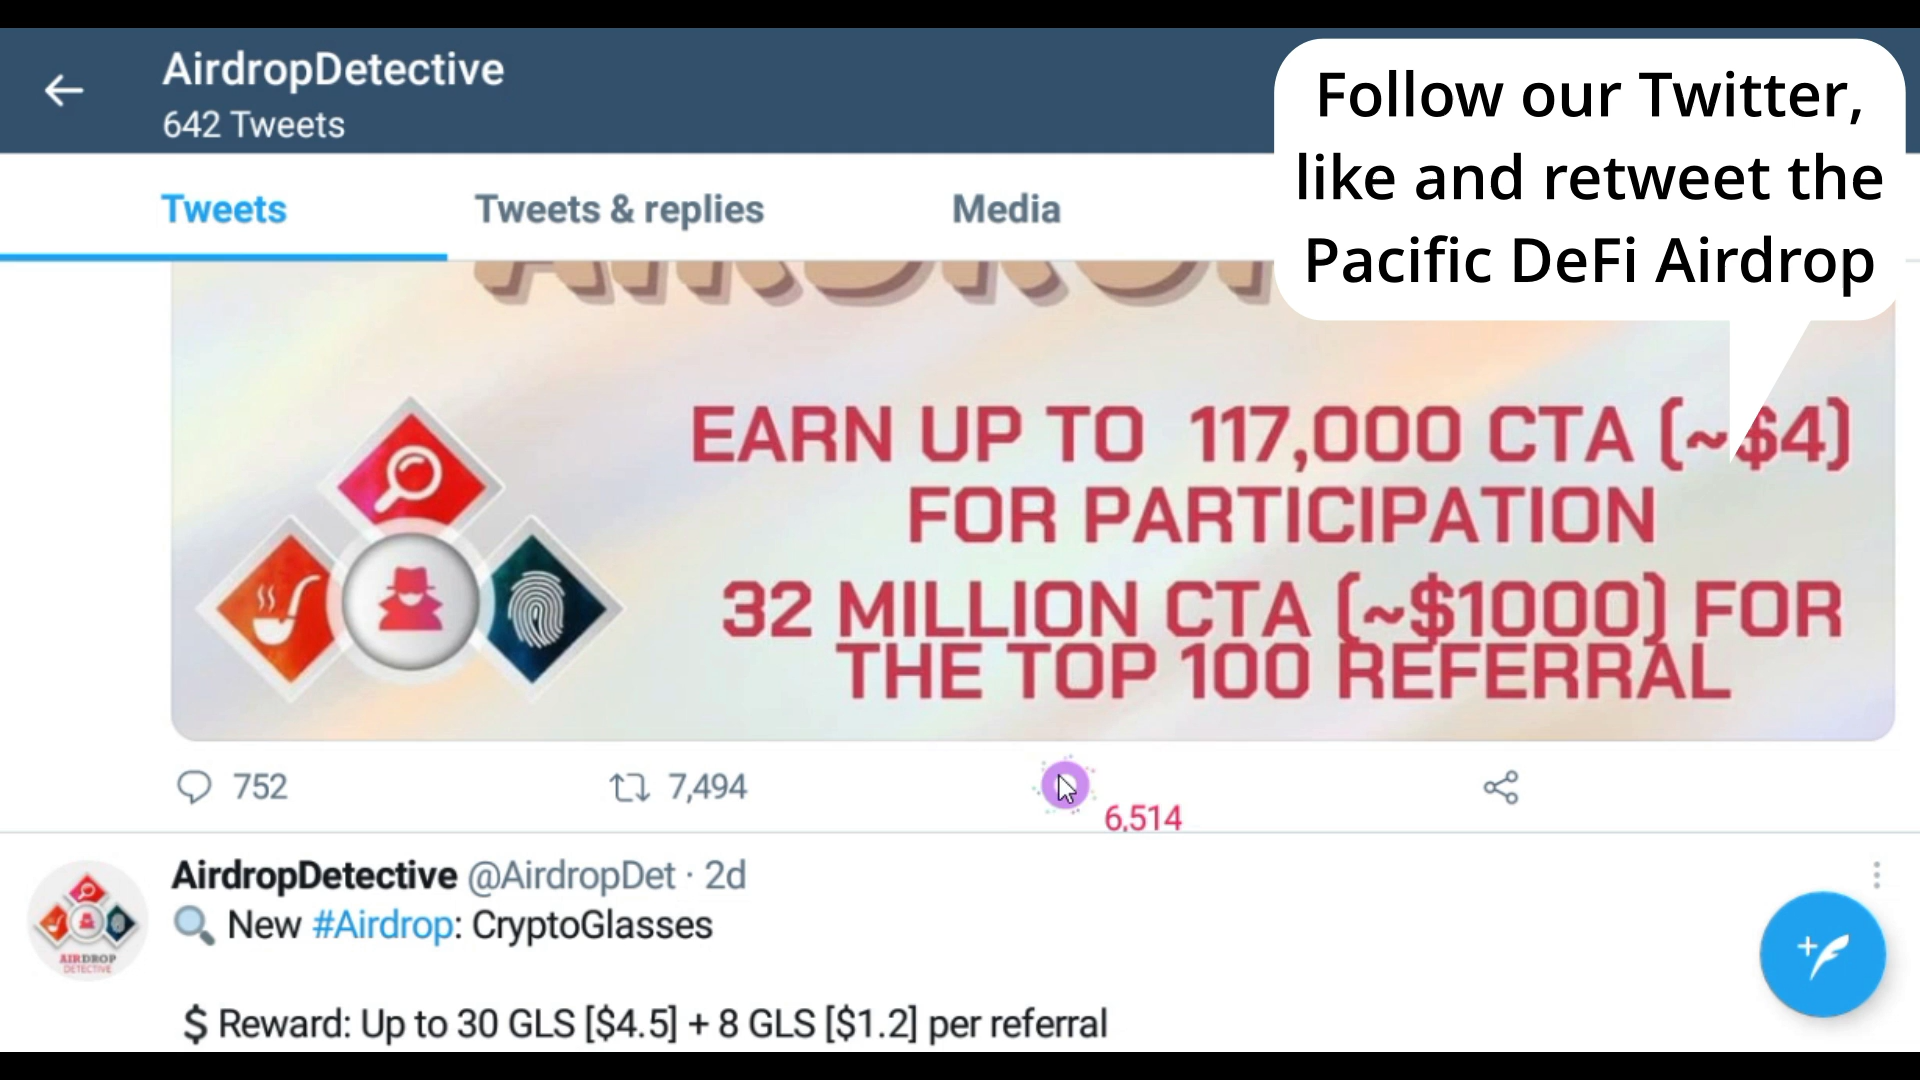 AirdropDetective
642 Tweets
Follow our Twitter,
like and retweet the
Pacific DeFi Airdrop
Tweets
Tweets & replies
Media
AIRDROP
EARN UP TO 117,000 CTA (~$4)
FOR PARTICIPATION
32 MILLION CTA (~$1000) FOR
THE TOP 100 REFERRAL
752
7,494
6,514
AirdropDetective @AirdropDet · 2d
New #Airdrop: CryptoGlasses
AIRDROP
DETECTIVE
$ Reward: Up to 30 GLS [$4.5] + 8 GLS [$1.2] per referral